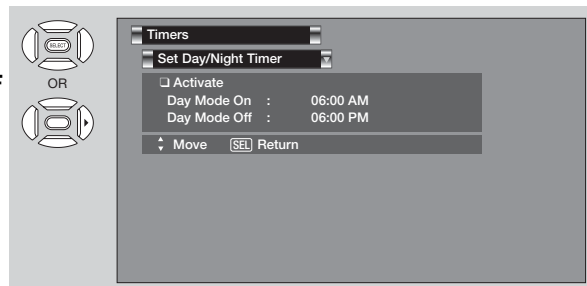 SELECT
OR
Timers
Set Day/Night Timer
❏ Activate
Day Mode On : 06:00 AM
Day Mode Off : 06:00 PM
Move SEL Return